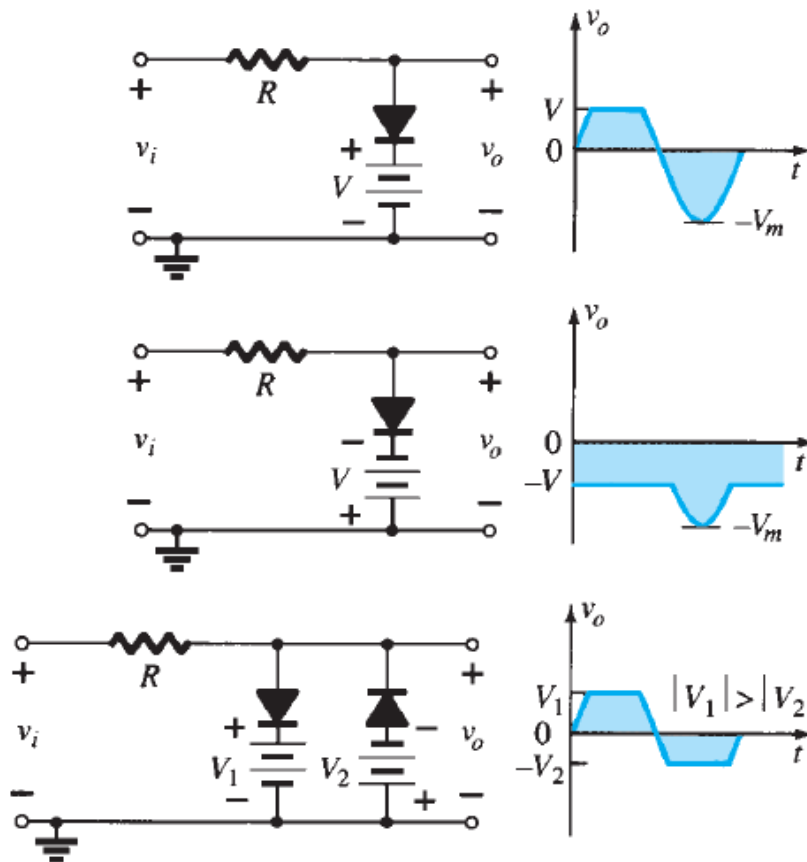 v_o
+ R + V
v_i + V v_o 0 t
− − − −V_m
v_o
+ R + 0 t
v_i − V v_o −V
− + − −V_m
v_o
+ R + V_1 |V_1| > |V_2
v_i + V_1 − V_2 v_o 0 t
− − + − −V_2